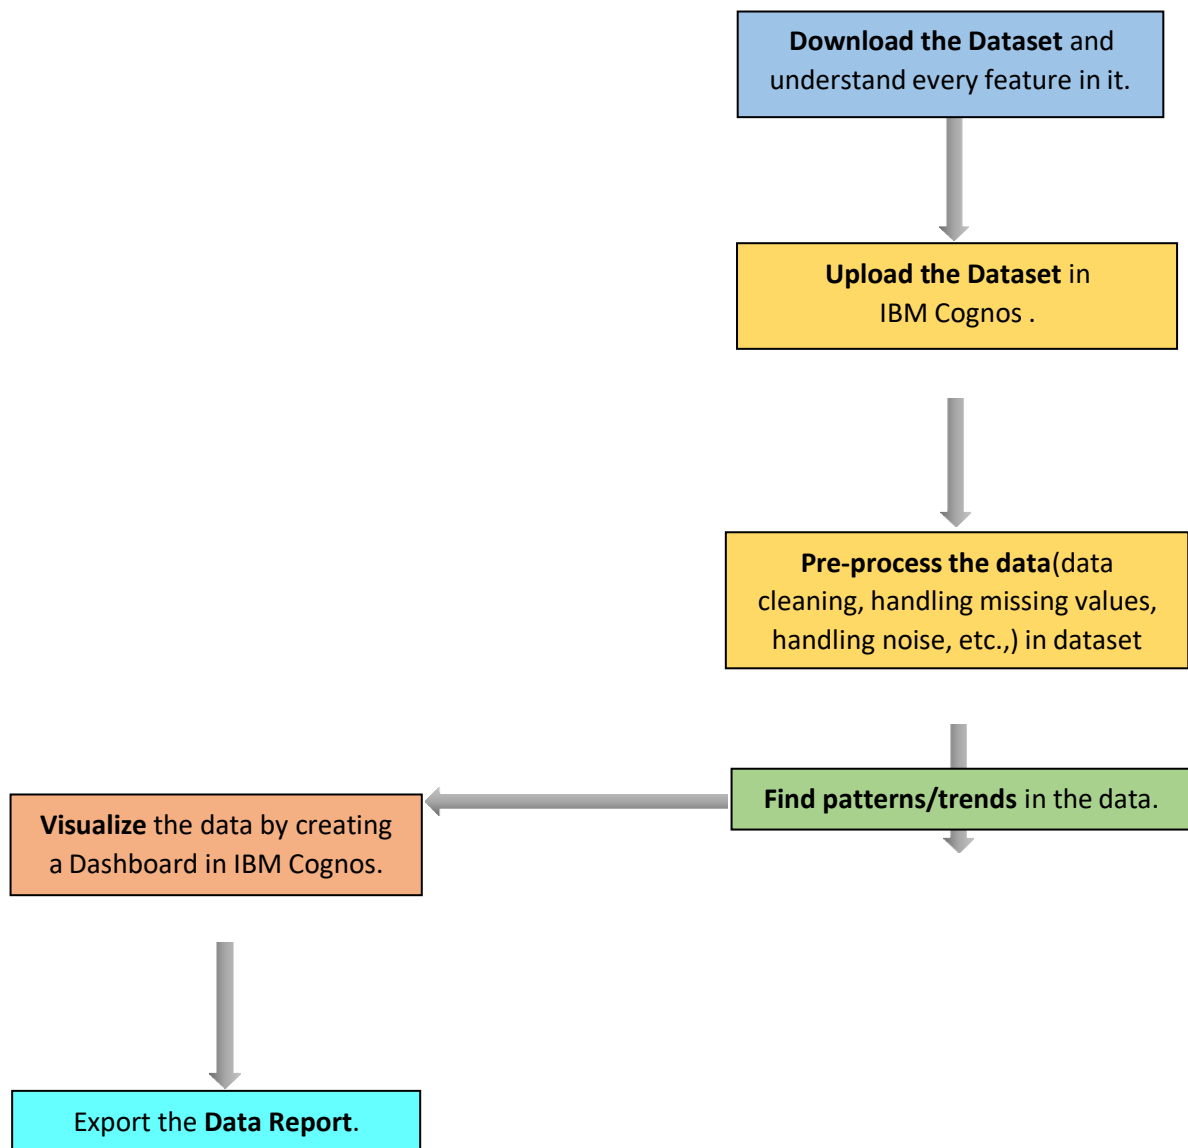 Download the Dataset and
understand every feature in it.
Upload the Dataset in
IBM Cognos .
Pre-process the data(data
cleaning, handling missing values,
handling noise, etc.,) in dataset
Find patterns/trends in the data.
Visualize the data by creating
a Dashboard in IBM Cognos.
Export the Data Report.